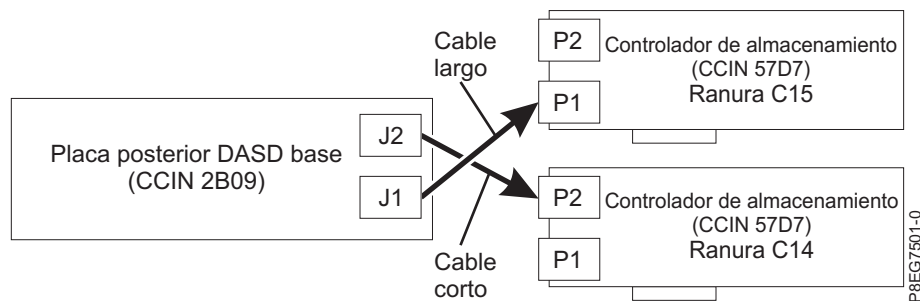 Placa posterior DASD base
(CCIN 2B09)
J2
J1
Cable
largo
Cable
corto
P2
P1
Controlador de almacenamiento
(CCIN 57D7)
Ranura C15
P2
P1
Controlador de almacenamiento
(CCIN 57D7)
Ranura C14
P8EG7501-0